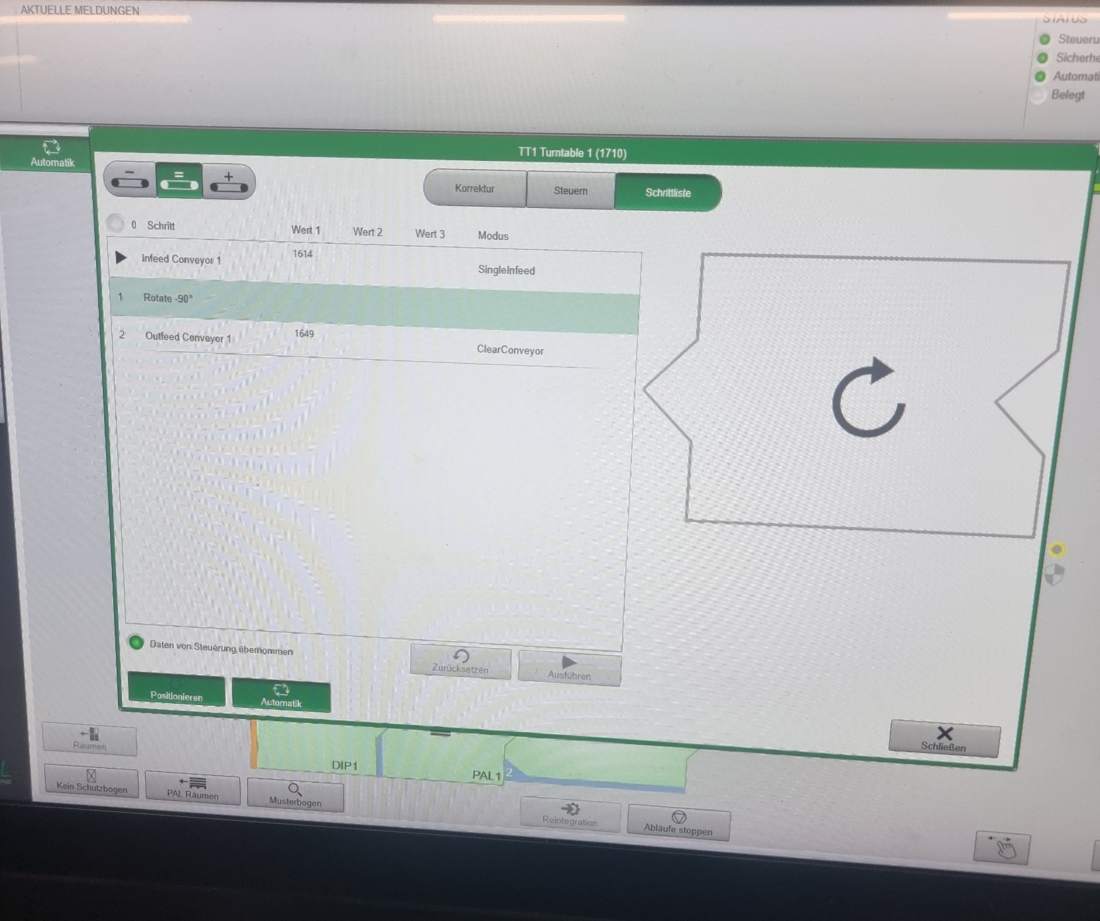 AKTUELLE MELDUNGEN
STATUS
Automatik
TT1 Turntable 1 (1710)
Korrektur Steuern Schrittliste
0 Schritt Wert 1 Wert 2 Wert 3 Modus
Infeed Conveyor 1 1614 SingleInfeed
1 Rotate -90°
2 Outfeed Conveyor 1 1649 ClearConveyor
Daten von Steuerung übernommen
Zurücksetzen Ausführen
Positionieren Automatik
Schließen
Räumen
DIP1 PAL1 2
Kein Schutzbogen PAL Räumen Musterbogen
Reintegration Abläufe stoppen
Belegt